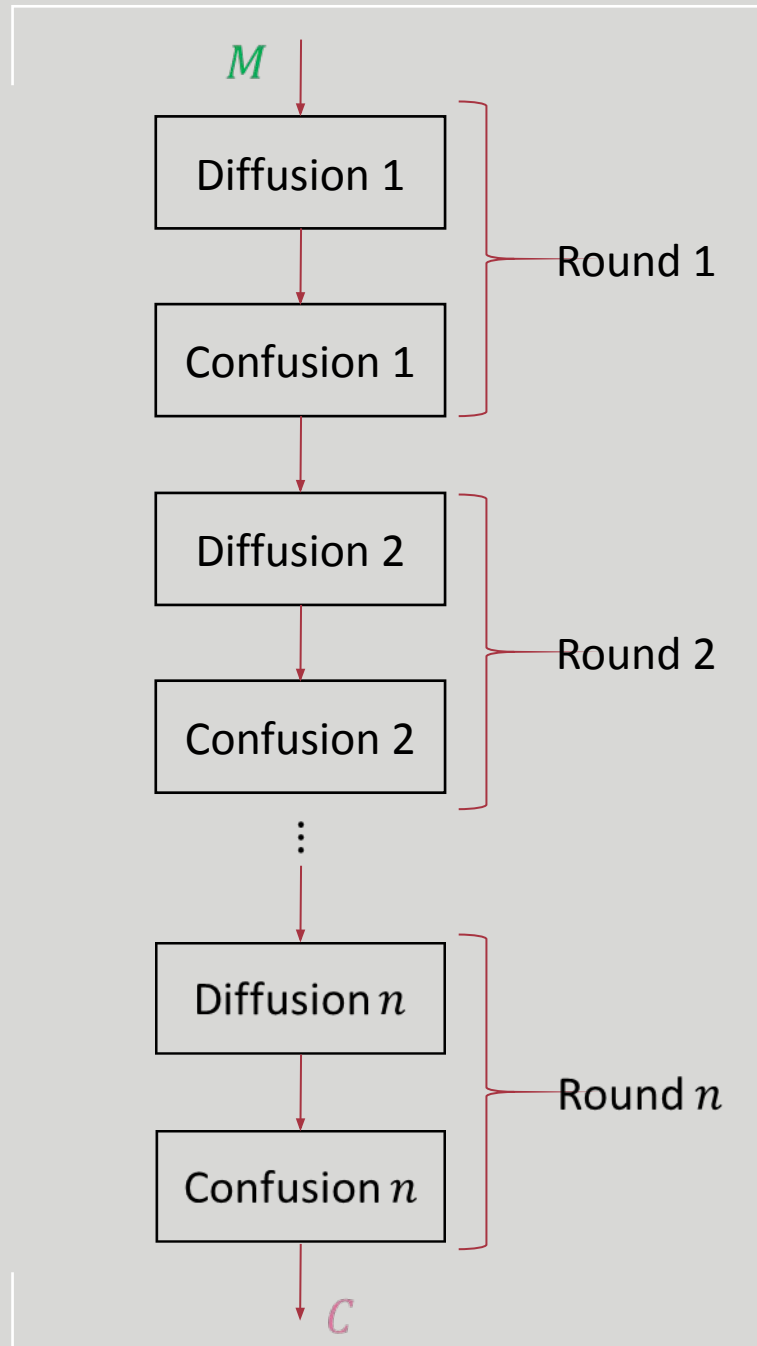 M
Diffusion 1
Round 1
Confusion 1
Diffusion 2
Round 2
Confusion 2
⋮
Diffusion n
Round n
Confusion n
C